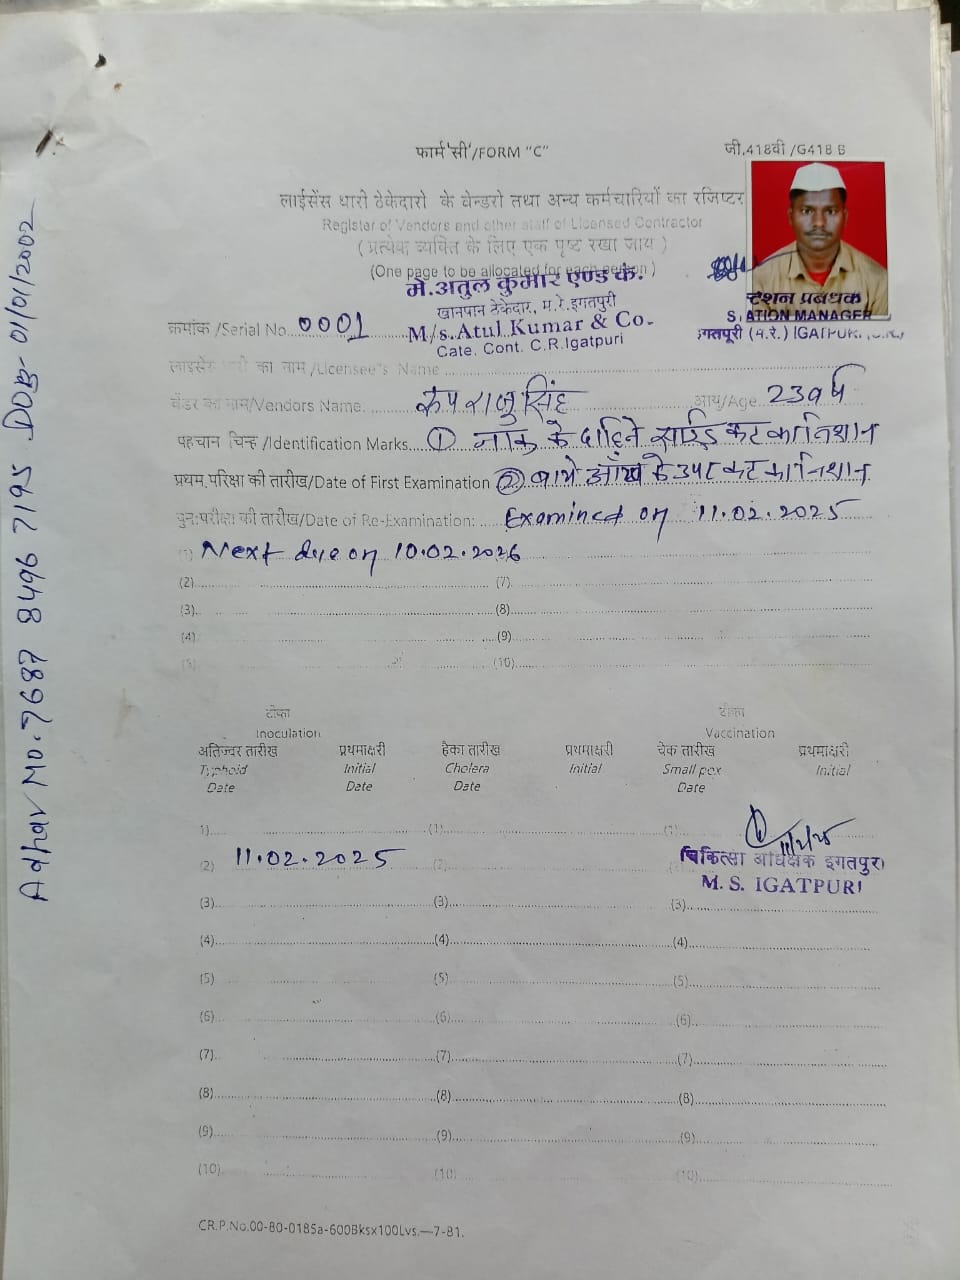 फार्म 'सी'/FORM "C"
जी.418वी /G418 B
लाईसेंस धारी ठेकेदारो के वेन्डरो तथा अन्य कर्मचारियों का रजिष्टर
Register of Vendors and other staff of Licensed Contractor
( प्रत्येक व्यक्ति के लिए एक पृष्ट रखा जाय )
(One page to be allocated for each person )
मे.अतुल कुमार एण्ड कं.
खानपान ठेकेदार, म.रे.इगतपुरी
M/s.Atul Kumar & Co.
Cate. Cont. C.R.Igatpuri
स्टेशन प्रबंधक
STATION MANAGER
इगतपूरी (म.रे.) IGATPURI
क्रमांक /Serial No. 0001
लाइसेंस धारी का नाम /Licensee's Name
वेंडर का नाम/Vendors Name. राजु सिंह आयु/Age 23 वर्ष
पहचान चिन्ह /Identification Marks. ① नाक के दाहिने साईड कट का निशान
प्रथम.परिक्षा की तारीख/Date of First Examination ② बाये आँख के उपर कट का निशान
पुन:परीक्षा की तारीख/Date of Re-Examination: Examined on 11.02.2025
(1) Next due on 10.02.2026
(2) (7)
(3) (8)
(4) (9)
(5) (10)
टीका टीका
Inoculation Vaccination
अतिज्वर तारीख प्रथमाक्षरी हैका तारीख प्रथमाक्षरी चेक तारीख प्रथमाक्षरी
Typhoid Initial Cholera Initial Small pox Initial
Date Date Date Date
(1) (1) (1)
11/2/25
(2) 11.02.2025 (2)
चिकित्सा अधिक्षक इगतपुरी
M. S. IGATPURI
(3) (3) (3)
(4) (4) (4)
(5) (5) (5)
(6) (6) (6)
(7) (7) (7)
(8) (8) (8)
(9) (9) (9)
(10) (10) (10)
CR.P.No.00-80-0185a-600Bksx100Lvs.—7-81.
Adhar No. 7687 8496 7195 DOB- 01/01/2002